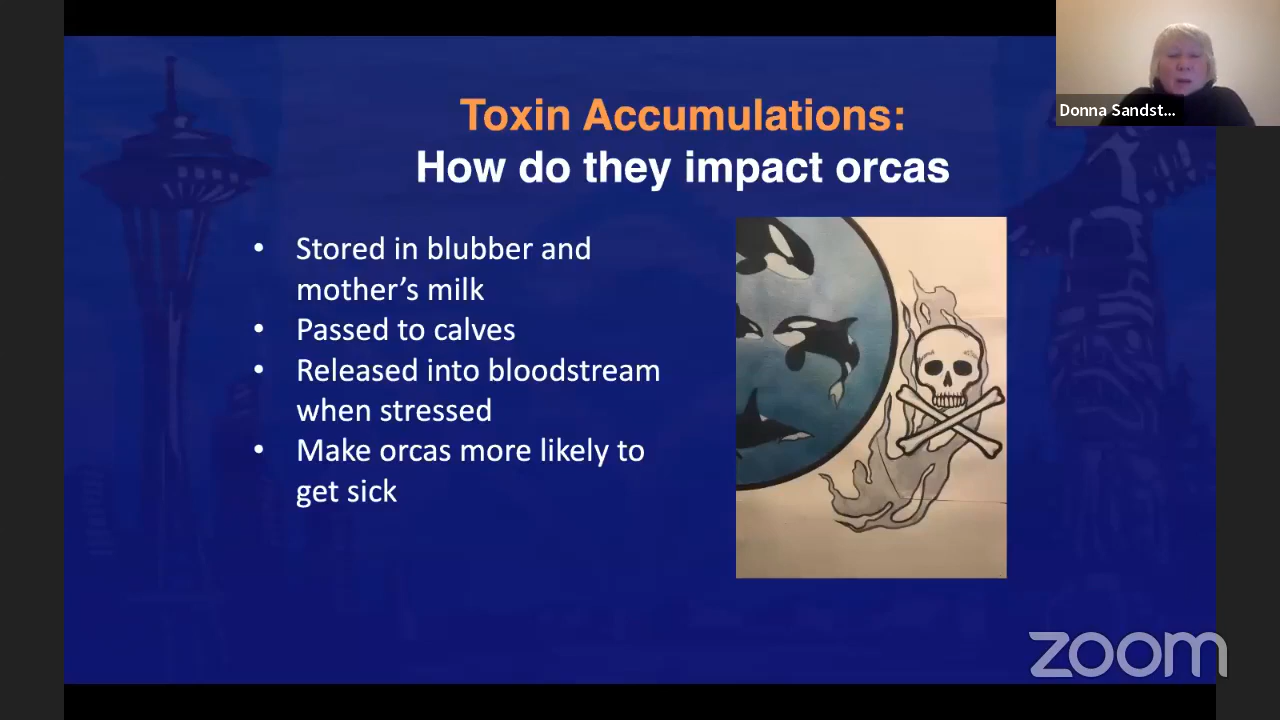 Donna Sandst...
Toxin Accumulations:
How do they impact orcas
• Stored in blubber and
mother’s milk
• Passed to calves
• Released into bloodstream
when stressed
• Make orcas more likely to
get sick
zoom